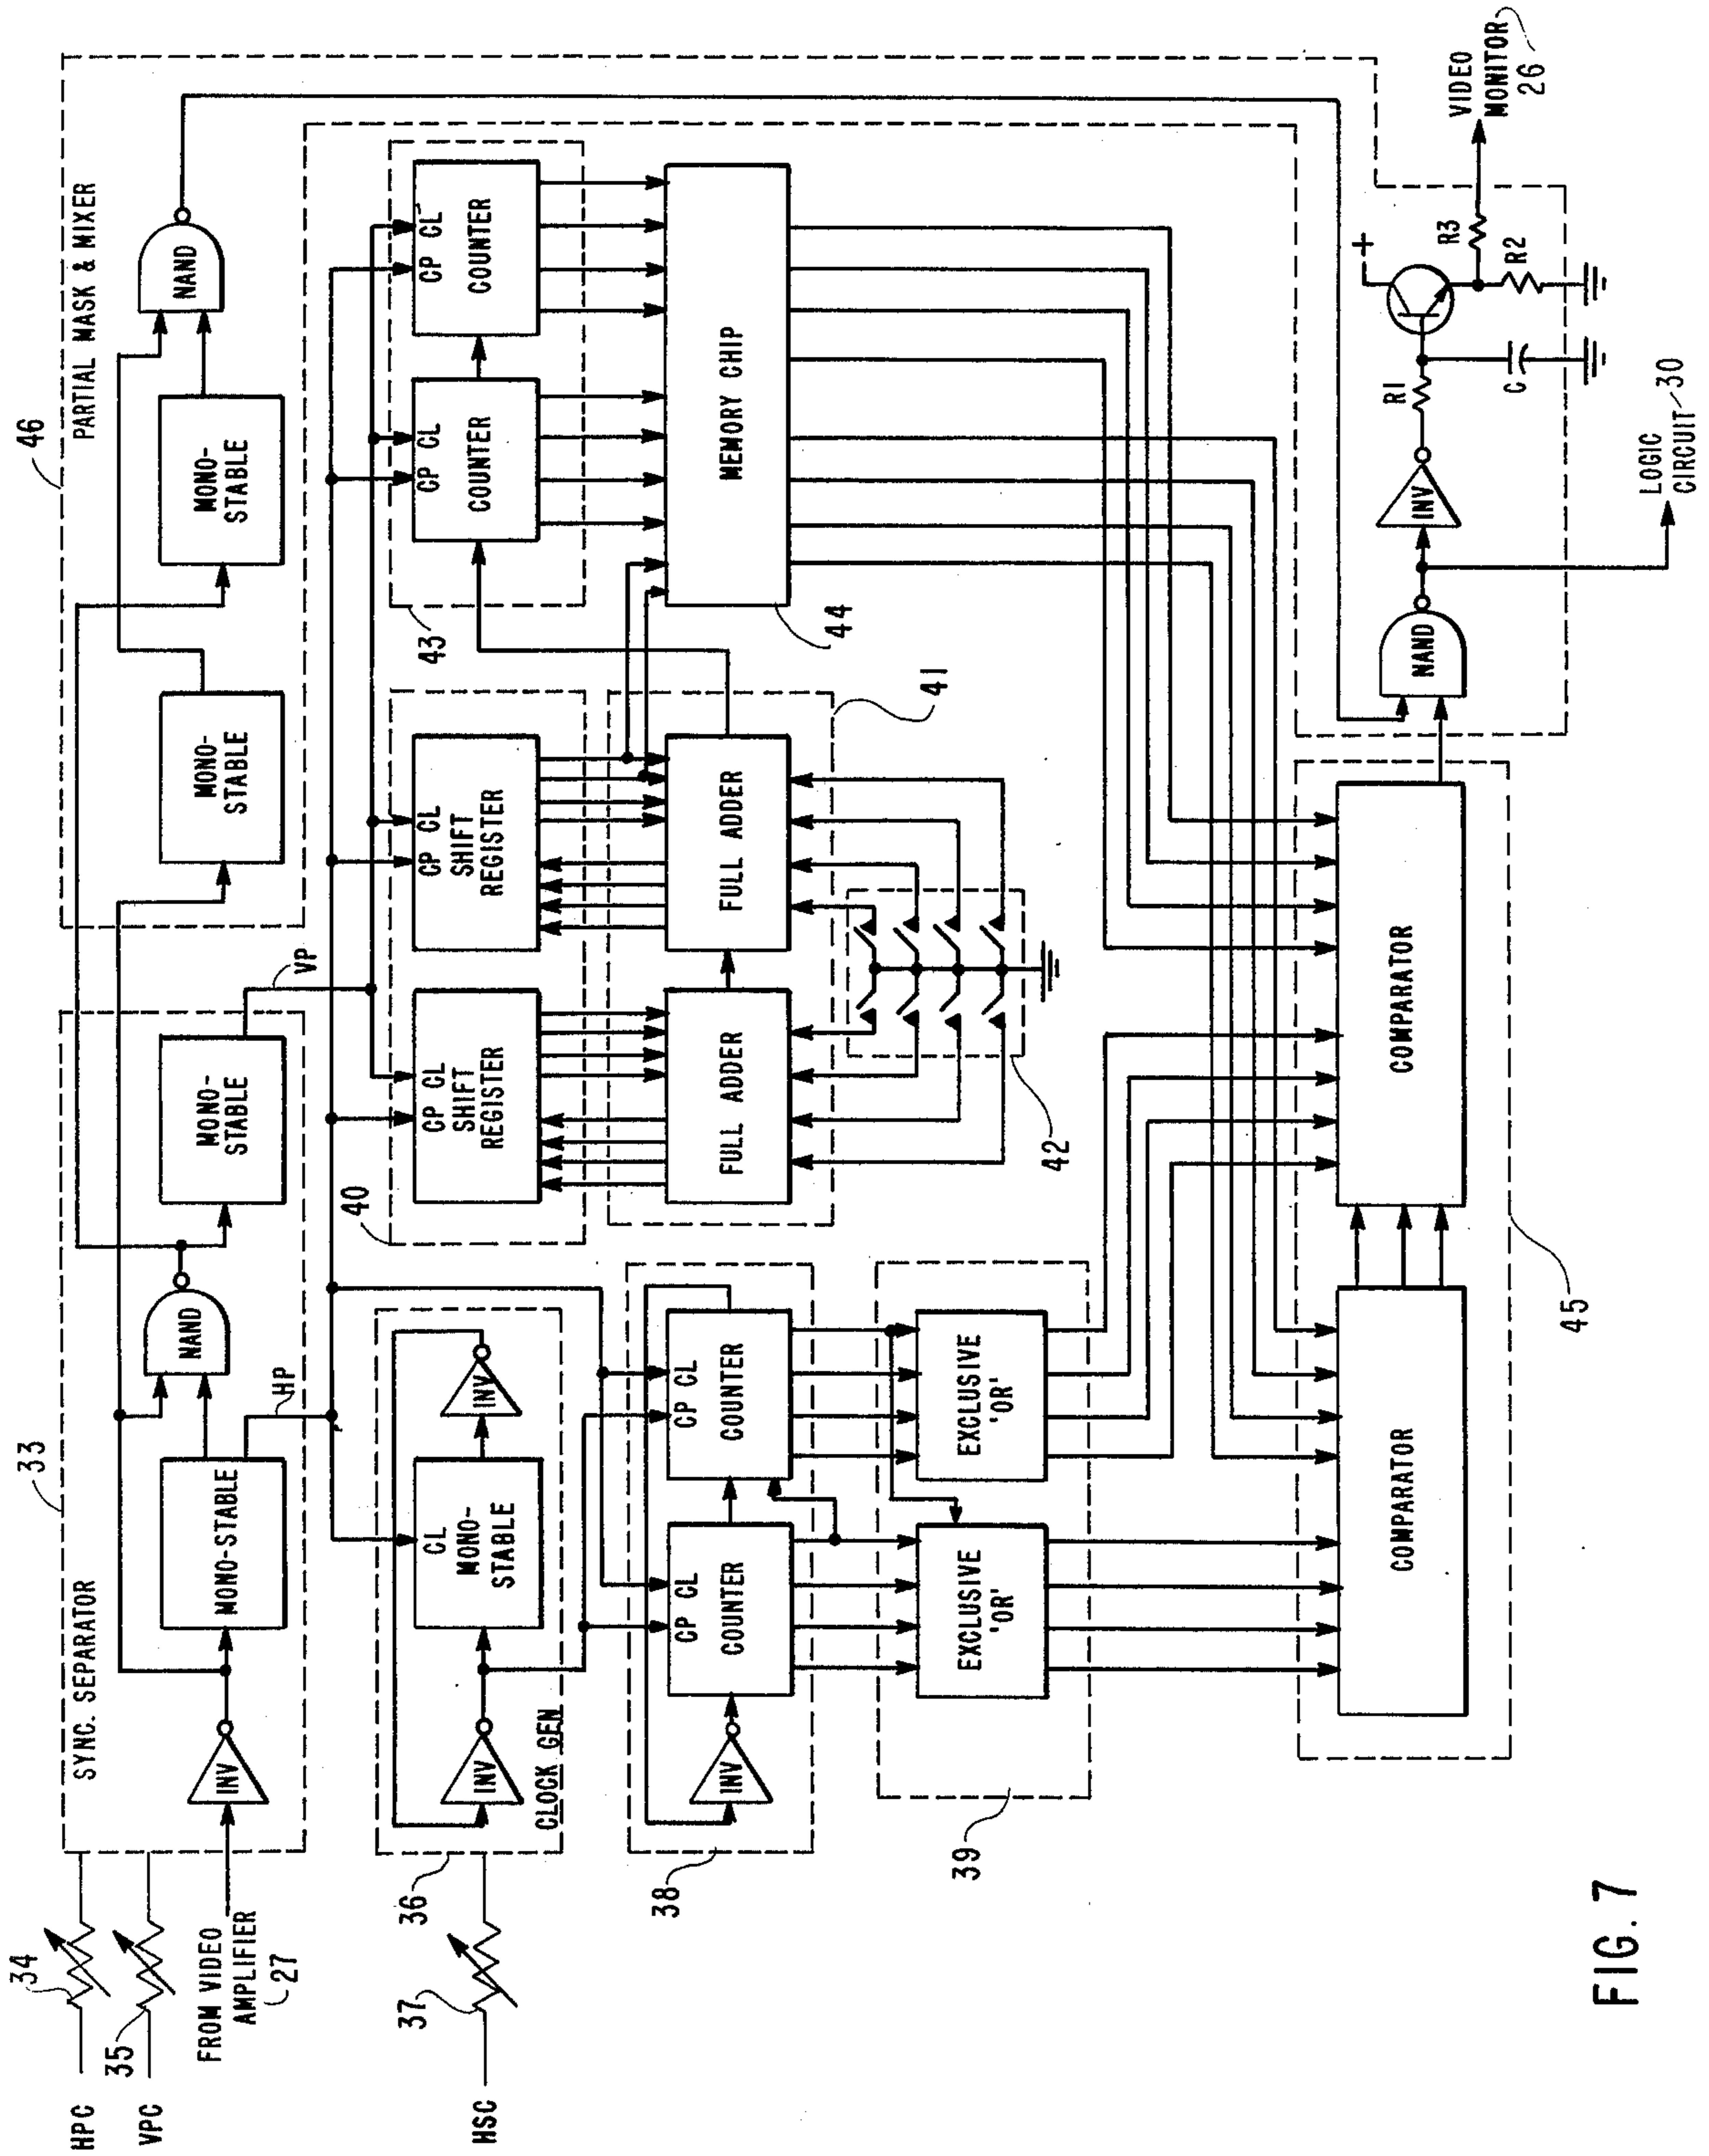 46
PARTIAL MASK & MIXER
33
SYNC. SEPARATOR
34
HPC
35
VPC
FROM VIDEO
AMPLIFIER
27
INV
MONO-STABLE
HP
NAND
MONO-
STABLE
VP
MONO-
STABLE
MONO-
STABLE
NAND
37
HSC
36
CLOCK GEN
INV
CL
MONO-
STABLE
INV
40
CP CL
SHIFT
REGISTER
CP CL
SHIFT
REGISTER
43
CP CL
COUNTER
CP CL
COUNTER
38
INV
CP CL
COUNTER
CP CL
COUNTER
41
FULL ADDER
FULL ADDER
42
44
MEMORY CHIP
39
EXCLUSIVE
'OR'
EXCLUSIVE
'OR'
45
COMPARATOR
COMPARATOR
NAND
INV
R1
C
+
R3
R2
VIDEO
MONITOR
26
LOGIC
CIRCUIT
30
FIG. 7